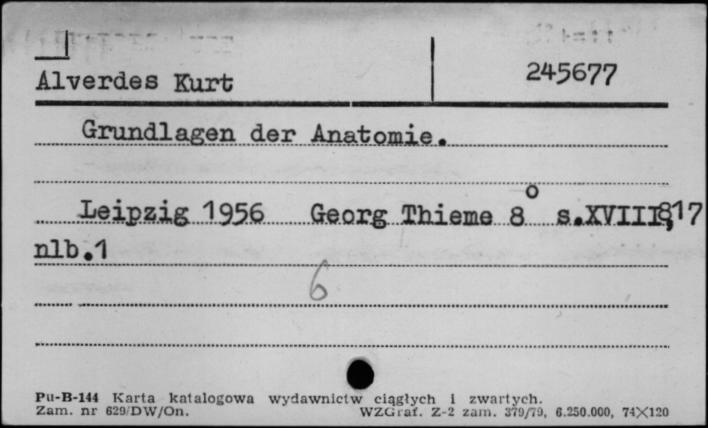 Alverdes Kurt 245677
Grundlagen der Anatomie.
Leipzig 1956 Georg Thieme 8° s.XVIII,817
nlb.1
6
Pu-B-144 Karta katalogowa wydawnictw ciągłych i zwartych.
Zam. nr 629/DW/On. WZGraf. Z-2 zam. 379/79, 6.250.000, 74×120